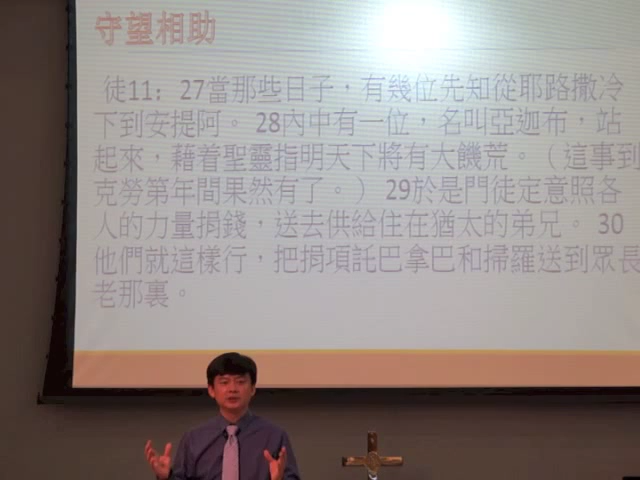 守望相助
徒11：27當那些日子，有幾位先知從耶路撒冷
下到安提阿。28內中有一位，名叫亞迦布，站
起來，藉着聖靈指明天下將有大饑荒。（這事到
克勞第年間果然有了。）29於是門徒定意照各
人的力量捐錢，送去供給住在猶太的弟兄。30
他們就這樣行，把捐項託巴拿巴和掃羅送到眾長
老那裏。